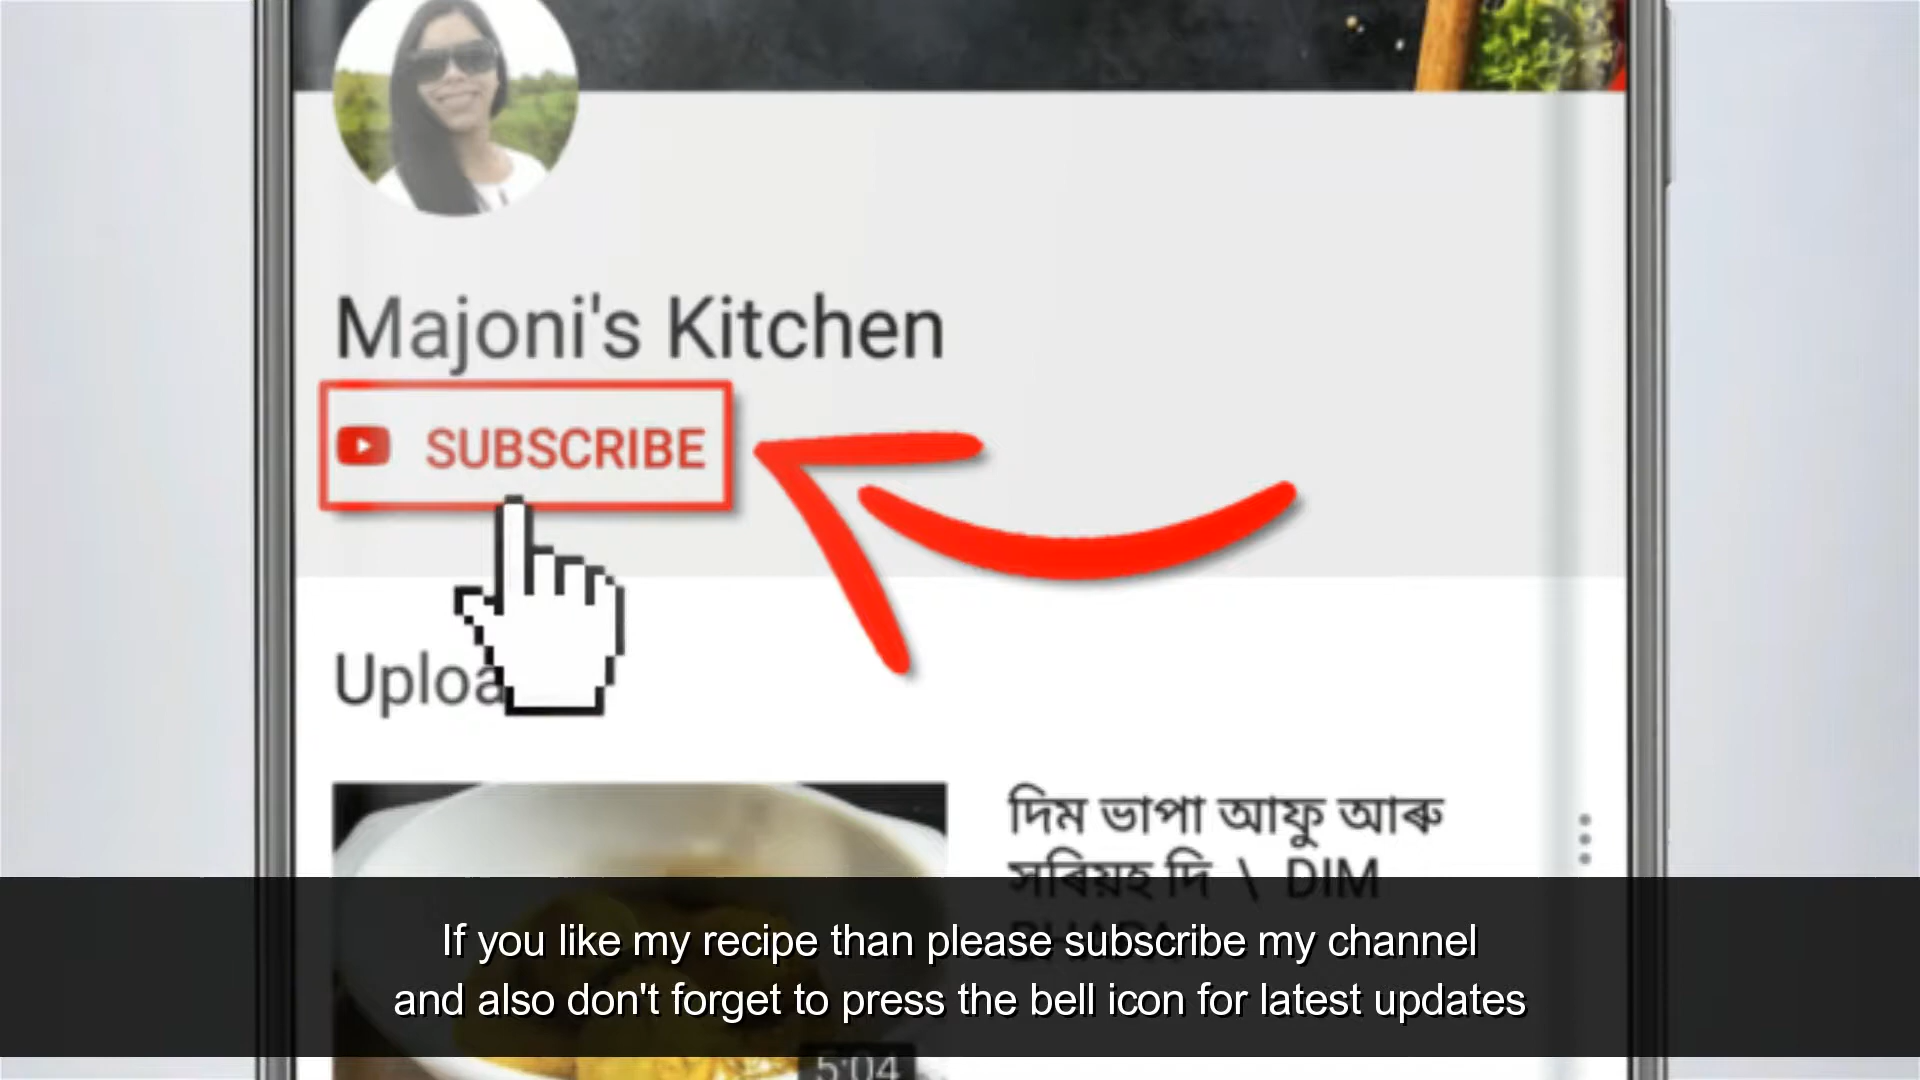 Majoni's Kitchen
SUBSCRIBE
দিম ভাপা আফু আৰু
সৰিয়হ দি \ DIM
If you like my recipe than please subscribe my channel
and also don't forget to press the bell icon for latest updates
5:04